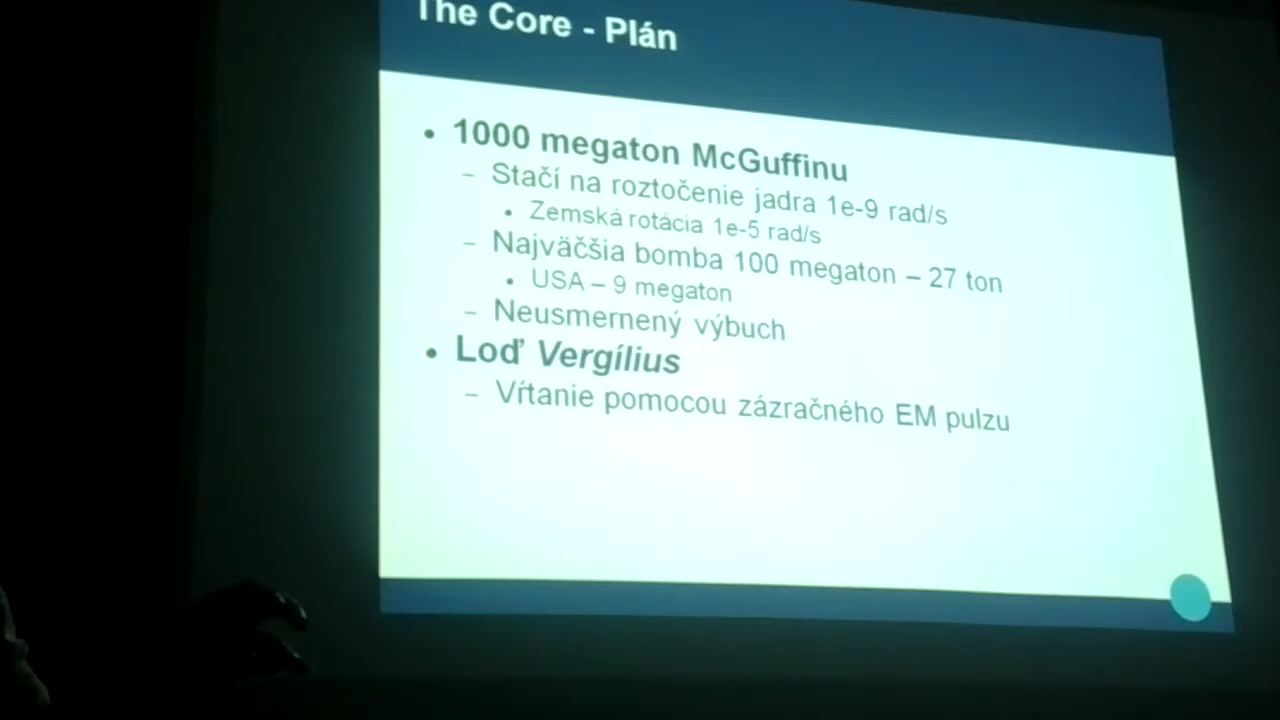 The Core - Plán
• 1000 megaton McGuffinu
– Stačí na roztočenie jadra 1e-9 rad/s
• Zemská rotácia 1e-5 rad/s
– Najväčšia bomba 100 megaton – 27 ton
• USA – 9 megaton
– Neusmernený výbuch
• Loď Vergílius
– Vŕtanie pomocou zázračného EM pulzu